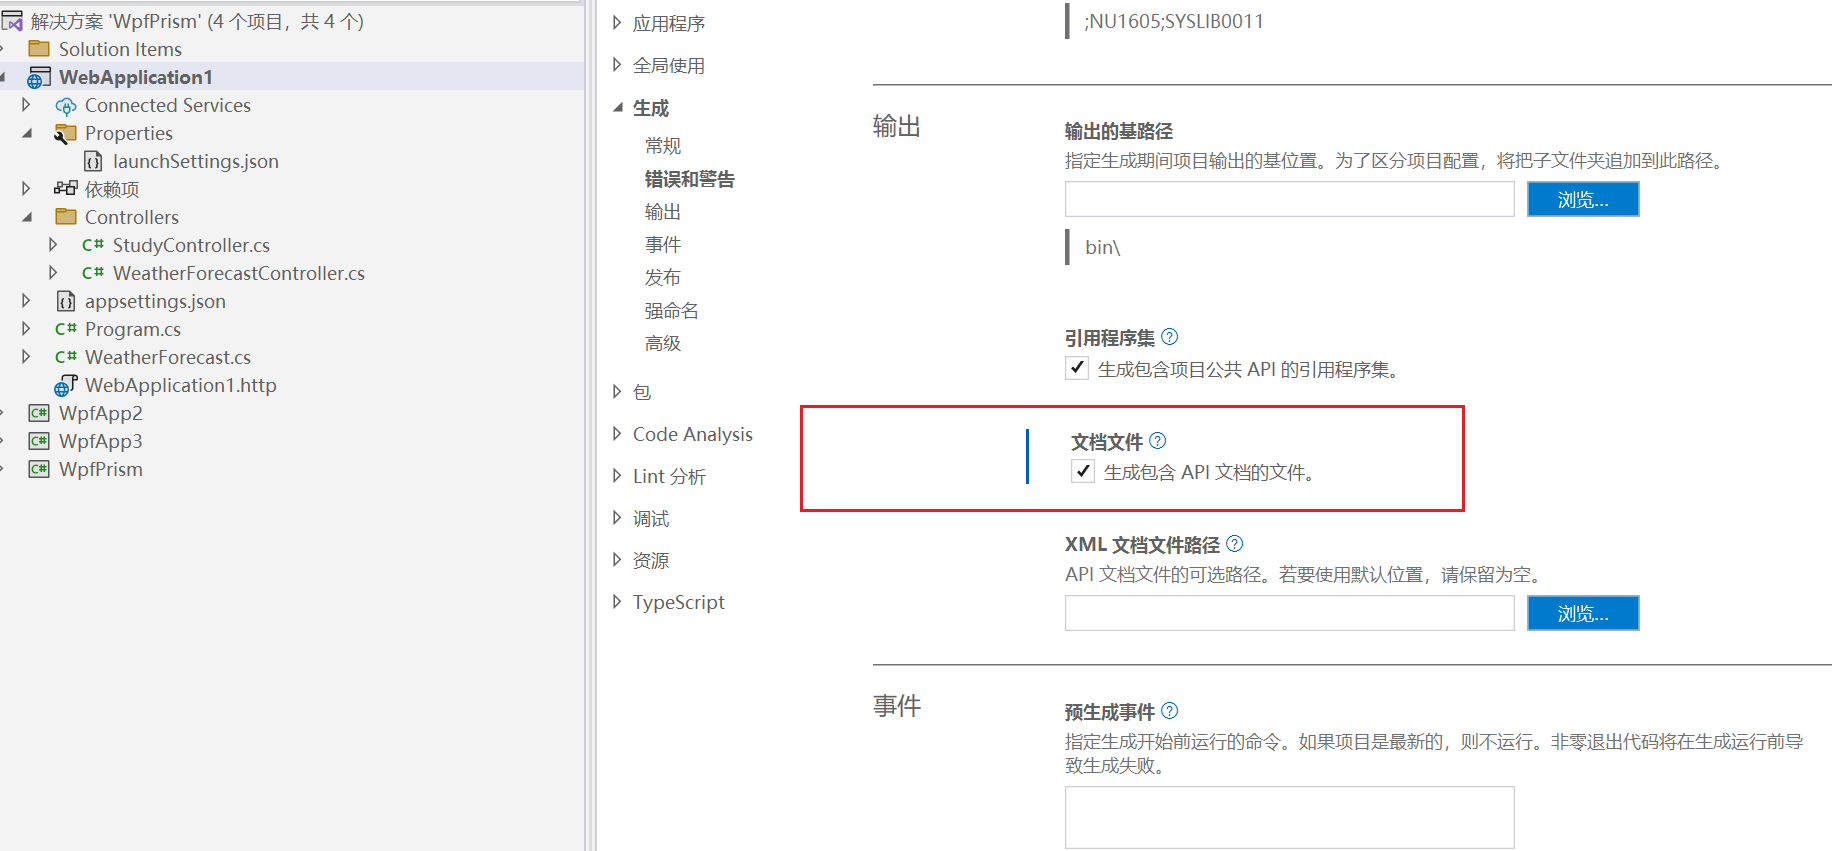 解决方案 'WpfPrism' (4 个项目，共 4 个)
Solution Items
WebApplication1
Connected Services
Properties
launchSettings.json
依赖项
Controllers
C# StudyController.cs
C# WeatherForecastController.cs
appsettings.json
C# Program.cs
C# WeatherForecast.cs
WebApplication1.http
C# WpfApp2
C# WpfApp3
C# WpfPrism
应用程序
全局使用
生成
常规
错误和警告
输出
事件
发布
强命名
高级
包
Code Analysis
Lint 分析
调试
资源
TypeScript
;NU1605;SYSLIB0011
输出
输出的基路径
指定生成期间项目输出的基位置。为了区分项目配置，将把子文件夹追加到此路径。
浏览...
bin\
引用程序集 ?
生成包含项目公共 API 的引用程序集。
文档文件 ?
生成包含 API 文档的文件。
XML 文档文件路径 ?
API 文档文件的可选路径。若要使用默认位置，请保留为空。
浏览...
事件
预生成事件 ?
指定生成开始前运行的命令。如果项目是最新的，则不运行。非零退出代码将在生成运行前导
致生成失败。